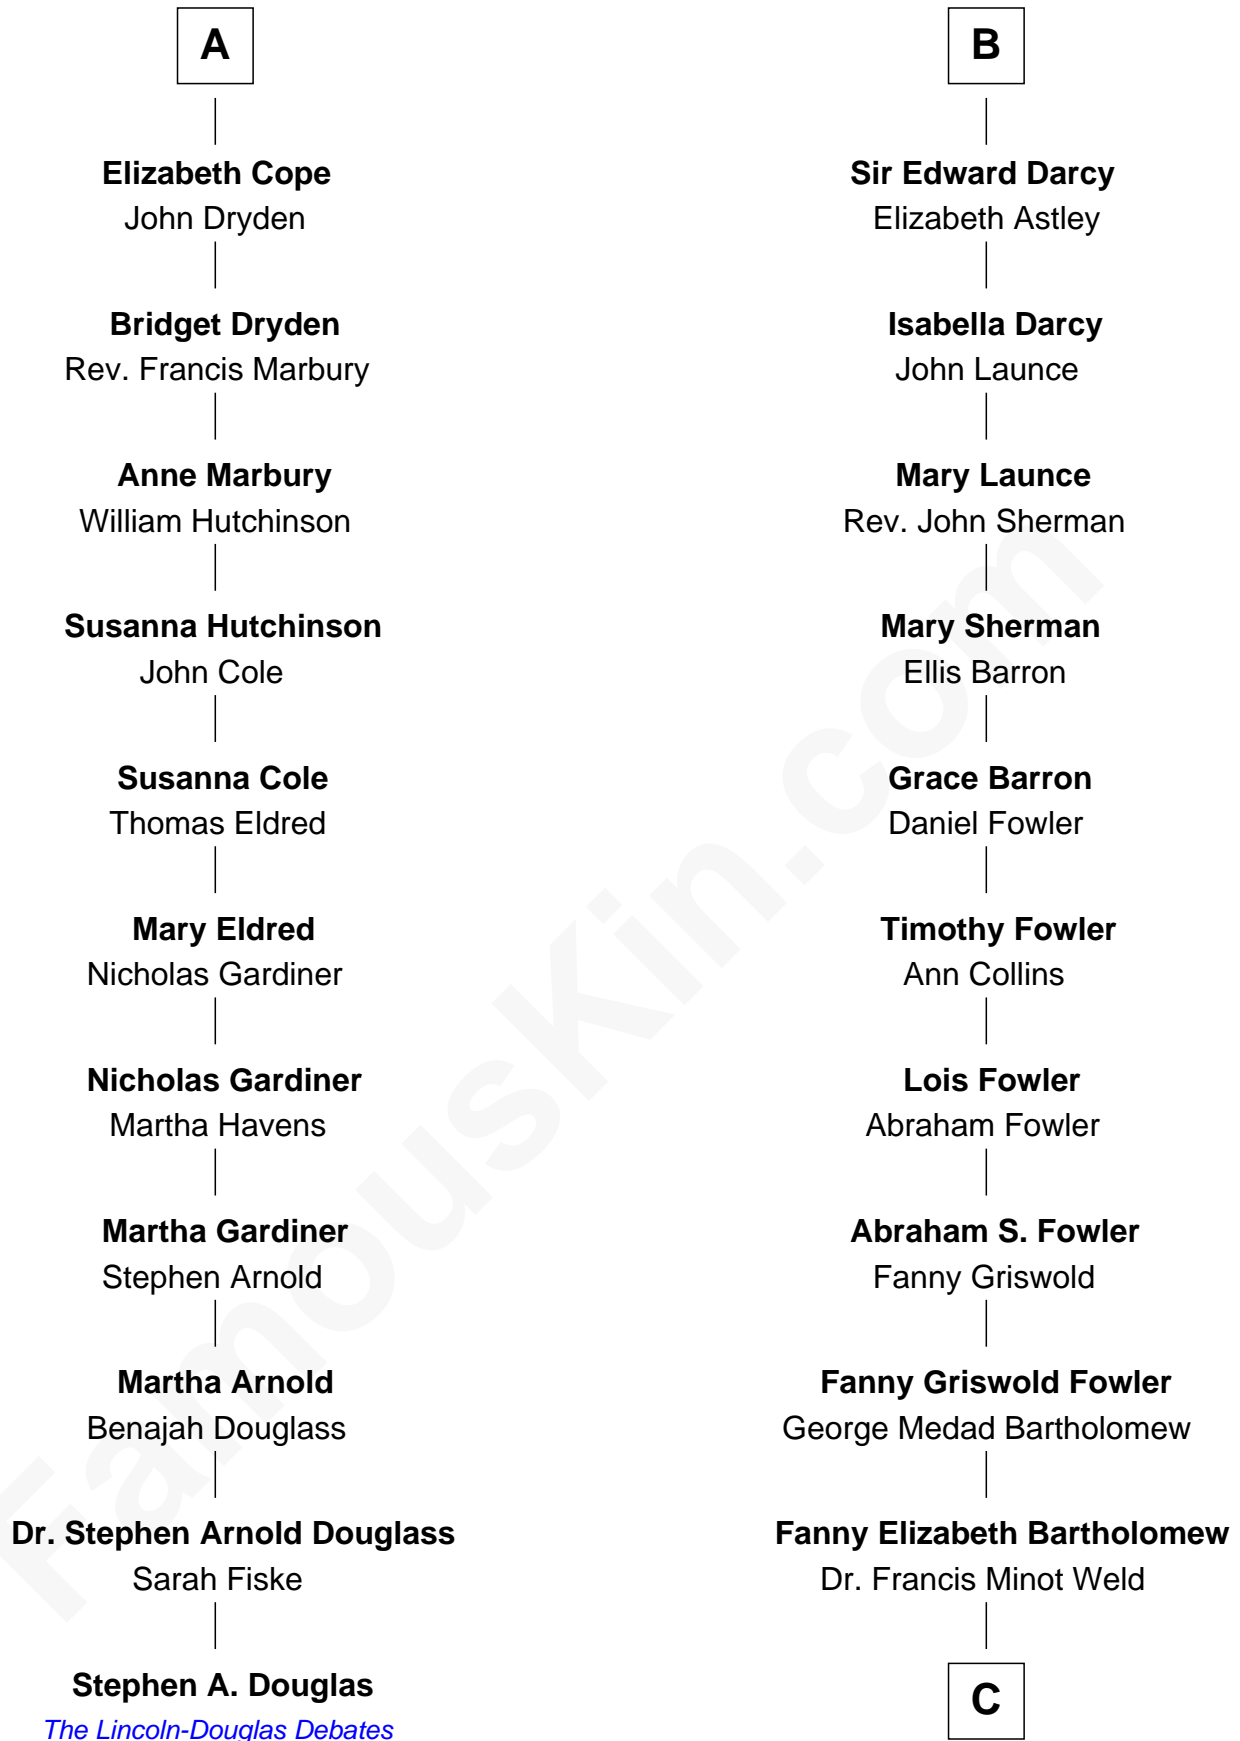 A
Elizabeth Cope
John Dryden
Bridget Dryden
Rev. Francis Marbury
Anne Marbury
William Hutchinson
Susanna Hutchinson
John Cole
Susanna Cole
Thomas Eldred
Mary Eldred
Nicholas Gardiner
Nicholas Gardiner
Martha Havens
Martha Gardiner
Stephen Arnold
Martha Arnold
Benajah Douglass
Dr. Stephen Arnold Douglass
Sarah Fiske
Stephen A. Douglas
The Lincoln-Douglas Debates
B
Sir Edward Darcy
Elizabeth Astley
Isabella Darcy
John Launce
Mary Launce
Rev. John Sherman
Mary Sherman
Ellis Barron
Grace Barron
Daniel Fowler
Timothy Fowler
Ann Collins
Lois Fowler
Abraham Fowler
Abraham S. Fowler
Fanny Griswold
Fanny Griswold Fowler
George Medad Bartholomew
Fanny Elizabeth Bartholomew
Dr. Francis Minot Weld
C
FamousKin.com